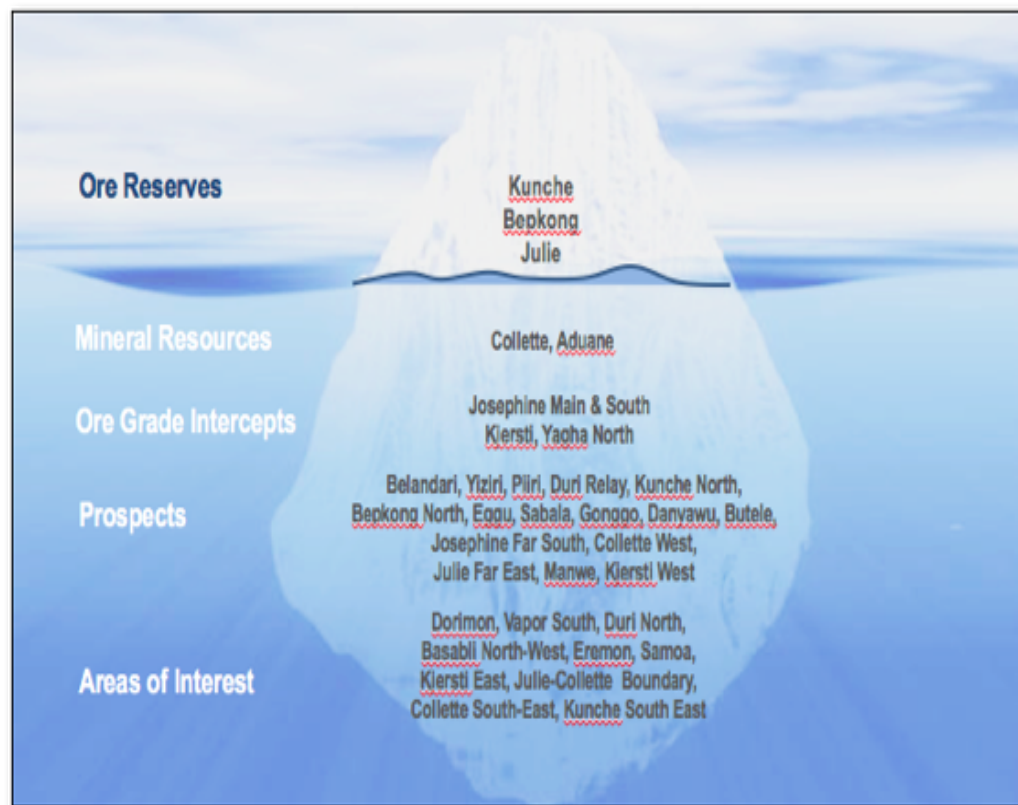 Ore Reserves
Kunche
Bepkong
Julie
Mineral Resources
Collette, Aduane
Ore Grade Intercepts
Josephine Main & South
Kjersti, Yagha North
Prospects
Belandari, Yiziri, Piiri, Duri Relay, Kunche North,
Bepkong North, Eggu, Sabala, Gonggo, Danyawu, Butele,
Josephine Far South, Collette West,
Julie Far East, Manwe, Kjersti West
Areas of Interest
Dorimon, Vapor South, Duri North,
Basabli North-West, Eremon, Samoa,
Kjersti East, Julie-Collette Boundary,
Collette South-East, Kunche South East